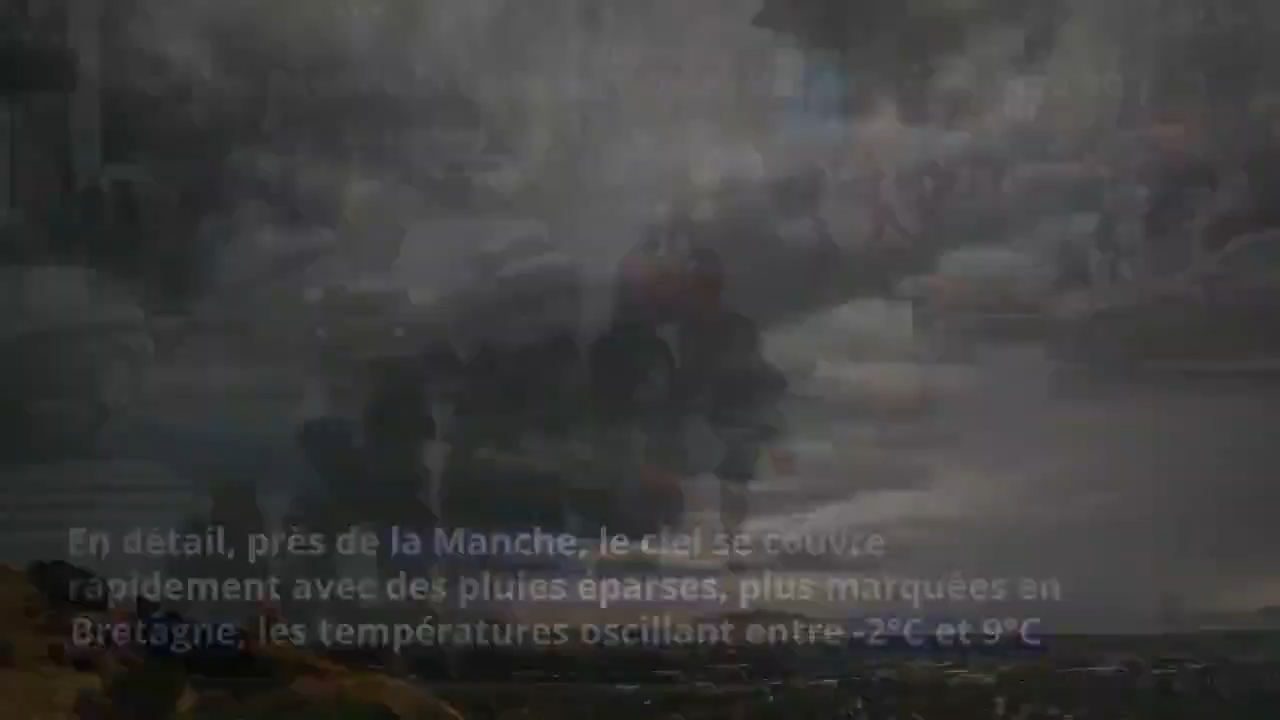 En détail, près de la Manche, le ciel se couvre
rapidement avec des pluies éparses, plus marquées en
Bretagne, les températures oscillant entre -2°C et 9°C